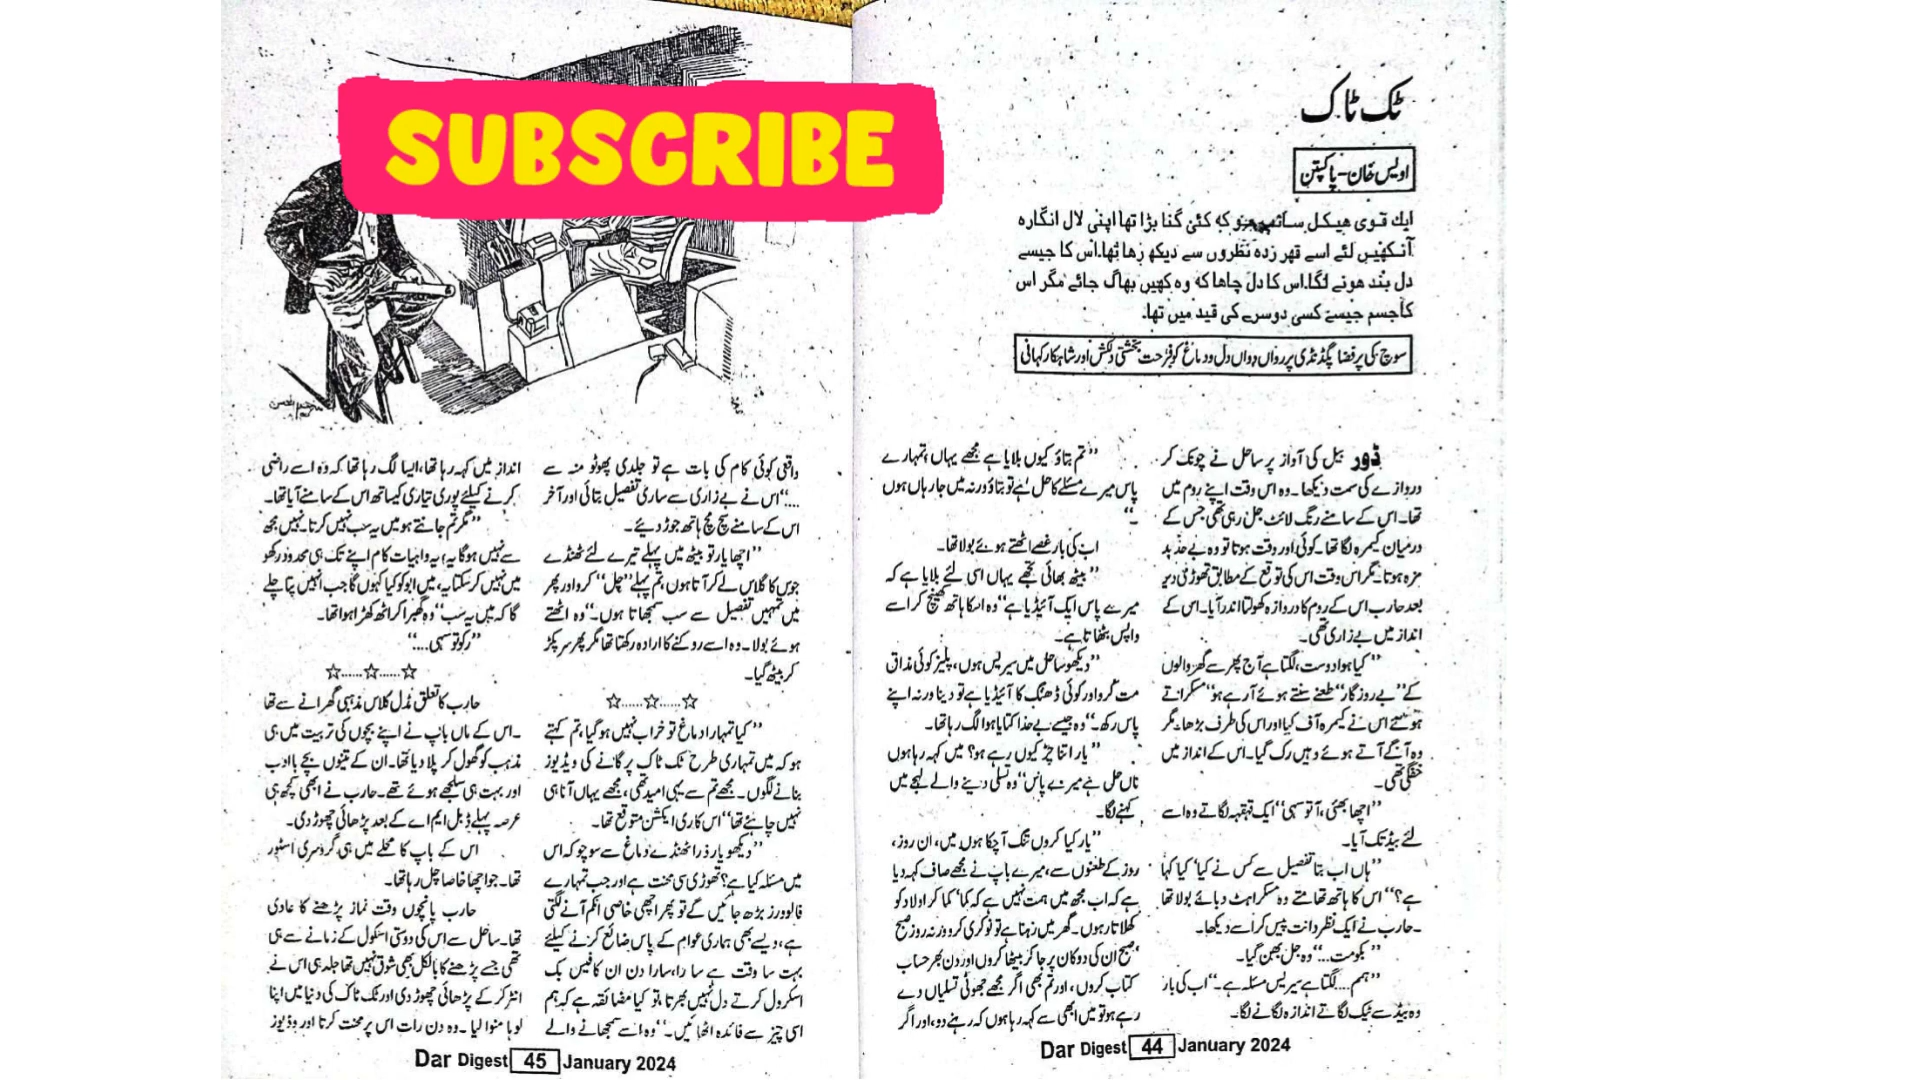 ٹک ٹاک
اویس خان-پاکپتن
ایک قوی ہیکل سانپ جو کہ کئی گنا بڑا تھا اپنی لال انگارہ
آنکھیں لئے اسے قہر زدہ نظروں سے دیکھ رہا تھا۔اس کا جیسے
دل بند ہونے لگا۔اس کا دل چاہا کہ وہ کہیں بھاگ جائے مگر اس
کا جسم جیسے کسی دوسرے کی قید میں تھا۔
سوچ کی پرفضا پگڈنڈی پر رواں دواں دل و دماغ کو فرحت بخشتی دلکش اور شاہکار کہانی
ڈور بیل کی آواز پر ساحل نے چونک کر
دروازے کی سمت دیکھا۔ وہ اس وقت اپنے روم میں
تھا۔ اس کے سامنے رنگ لائٹ جل رہی تھی جس کے
درمیان کیمرہ لگا تھا۔ کوئی اور وقت ہوتا تو وہ بے حد بد
مزہ ہوتا۔ مگر اس وقت اس کی توقع کے مطابق تھوڑی دیر
بعد حارب اس کے روم کا دروازہ کھولتا اندر آیا۔ اس کے
انداز میں بے زاری تھی۔
”کیا ہوا دوست، لگتا ہے آج پھر سے گھر والوں
کے”بے روزگار“ طعنے سنتے ہوئے آرہے ہو“ مسکراتے
ہوئے اس نے کیمرہ آف کیا اور اس کی طرف بڑھا۔ مگر
وہ آگے آتے ہوئے وہیں رک گیا۔ اس کے انداز میں
خفگی تھی۔
”اچھا بھئی، آتو سہی“ ایک قہقہہ لگاتے وہ اسے
لئے بیڈ تک آیا۔
”ہاں اب بتا تفصیل سے کس نے کیا‘ کیا کہا
ہے؟“ اس کا ہاتھ تھامتے وہ مسکراہٹ دبائے بولا تھا
۔ حارب نے ایک نظر دانت پیس کر اسے دیکھا۔
”بکومت...“ وہ جل بھن گیا۔
”ہم.... لگتا ہے سیریس مسئلہ ہے۔“ اب کی بار
وہ بیڈ سے ٹیک لگاتے اندازہ لگانے لگا۔
”تم بتاؤ کیوں بلایا ہے مجھے یہاں، تمہارے
پاس میرے مسئلے کا حل ہے تو بتاؤ ورنہ میں جارہاں ہوں
۔“
اب کی بار غصے اٹھتے ہوئے بولا تھا۔
”بیٹھ بھائی تجھے یہاں اسی لئے بلایا ہے کہ
میرے پاس ایک آئیڈیا ہے“ وہ اسکا ہاتھ کھینچ کر اسے
واپس بٹھاتا ہے۔
”دیکھو ساحل میں سیریس ہوں، پلیز کوئی مذاق
مت کرو اور کوئی ڈھنگ کا آئیڈیا ہے تو دینا ورنہ اپنے
پاس رکھ۔“ وہ جیسے بے حد اکتایا ہوا لگ رہا تھا۔
”یار اتنا چڑ کیوں رہے ہو؟ میں کہہ رہا ہوں
ناں حل ہے میرے پاس“ وہ تسلی دینے والے لہجے میں
کہنے لگا۔
”یار کیا کروں تنگ آچکا ہوں میں، ان روز،
روز کے طعنوں سے، میرے باپ نے مجھے صاف کہہ دیا
ہے کہ اب مجھ میں ہمت نہیں ہے کہ کما‘ کما کر اولاد کو
کھلاتا رہوں۔ گھر میں رہنا ہے تو نوکری کرو ورنہ روز صبح
‘ صبح ان کی دوکان پر جا کر بیٹھا کروں اور دن بھر حساب
کتاب کروں، اور تم بھی اگر مجھے جھوٹی تسلیاں دے
رہے ہو تو میں ابھی سے کہہ رہا ہوں کہ رہنے دو، اور اگر
Dar Digest 44 January 2024
SUBSCRIBE
واقعی کوئی کام کی بات ہے تو جلدی پھوٹو منہ سے
....“ اس نے بے زاری سے ساری تفصیل بتائی اور آخر
اس کے سامنے سچ مچ ہاتھ جوڑ دیئے۔
”اچھا یار تو بیٹھ میں پہلے تیرے لئے ٹھنڈے
جوس کا گلاس لے کر آتا ہوں، تم پہلے”چل“ کرو اور پھر
میں تمہیں تفصیل سے سب سمجھاتا ہوں۔“ وہ اٹھتے
ہوئے بولا۔ وہ اسے روکنے کا ارادہ رکھتا تھا مگر پھر سر پکڑ
کر بیٹھ گیا۔
☆......☆......☆
”کیا تمہارا دماغ تو خراب نہیں ہو گیا، تم کہتے
ہو کہ میں تمہاری طرح ٹک ٹاک پر گانے کی ویڈیوز
بنانے لگوں۔ مجھے تم سے یہی امید تھی، مجھے یہاں آنا ہی
نہیں چاہئے تھا“ اس کا ری ایکشن متوقع تھا۔
”دیکھو یار ذرا ٹھنڈے دماغ سے سوچو کہ اس
میں مسئلہ کیا ہے؟ تھوڑی سی محنت ہے اور جب تمہارے
فالوورز بڑھ جائیں گے تو پھر اچھی خاصی انکم آنے لگتی
ہے، ویسے بھی ہماری عوام کے پاس ضائع کرنے کیلئے
بہت سا وقت ہے سارا، سارا دن ان کا فیس بک
اسکرول کرتے دل نہیں بھرتا، تو کیا مضائقہ ہے کہ ہم
اسی چیز سے فائدہ اٹھائیں۔“ وہ اسے سمجھانے والے
انداز میں کہہ رہا تھا، ایسا لگ رہا تھا کہ وہ اسے راضی
کرنے کیلئے پوری تیاری کیساتھ اس کے سامنے آیا تھا۔
”مگر تم جانتے ہو میں یہ سب نہیں کرتا۔ نہیں مجھ
سے نہیں ہوگا یہ، یہ واہیات کام اپنے تک ہی محدود رکھو
میں نہیں کرسکتا یہ، میں ابو کو کیا کہوں گا جب انہیں پتا چلے
گا کہ میں یہ سب“ وہ گھبرا کر اٹھ کھڑا ہوا تھا۔
”رکو تو سہی....“
☆......☆......☆
حارب کا تعلق مڈل کلاس مذہبی گھرانے سے تھا
۔ اس کے ماں باپ نے اپنے بچوں کی تربیت میں ہی
مذہب کو گھول کر پلا دیا تھا۔ ان کے تینوں بچے باادب
اور بہت ہی سلجھے ہوئے تھے۔ حارب نے ابھی کچھ ہی
عرصہ پہلے ڈبل ایم اے کے بعد پڑھائی چھوڑ دی۔
اس کے باپ کا محلے میں ہی گروسری اسٹور
تھا۔ جو اچھا خاصا چل رہا تھا۔
حارب پانچوں وقت نماز پڑھنے کا عادی
تھا۔ ساحل سے اس کی دوستی اسکول کے زمانے سے ہی
تھی جسے پڑھنے کا بالکل بھی شوق نہیں تھا جلد ہی اس نے
انٹر کر کے پڑھائی چھوڑ دی اور ٹک ٹاک کی دنیا میں اپنا
لوہا منوا لیا۔ وہ دن رات اس پر محنت کرتا اور وڈیوز
Dar Digest 45 January 2024